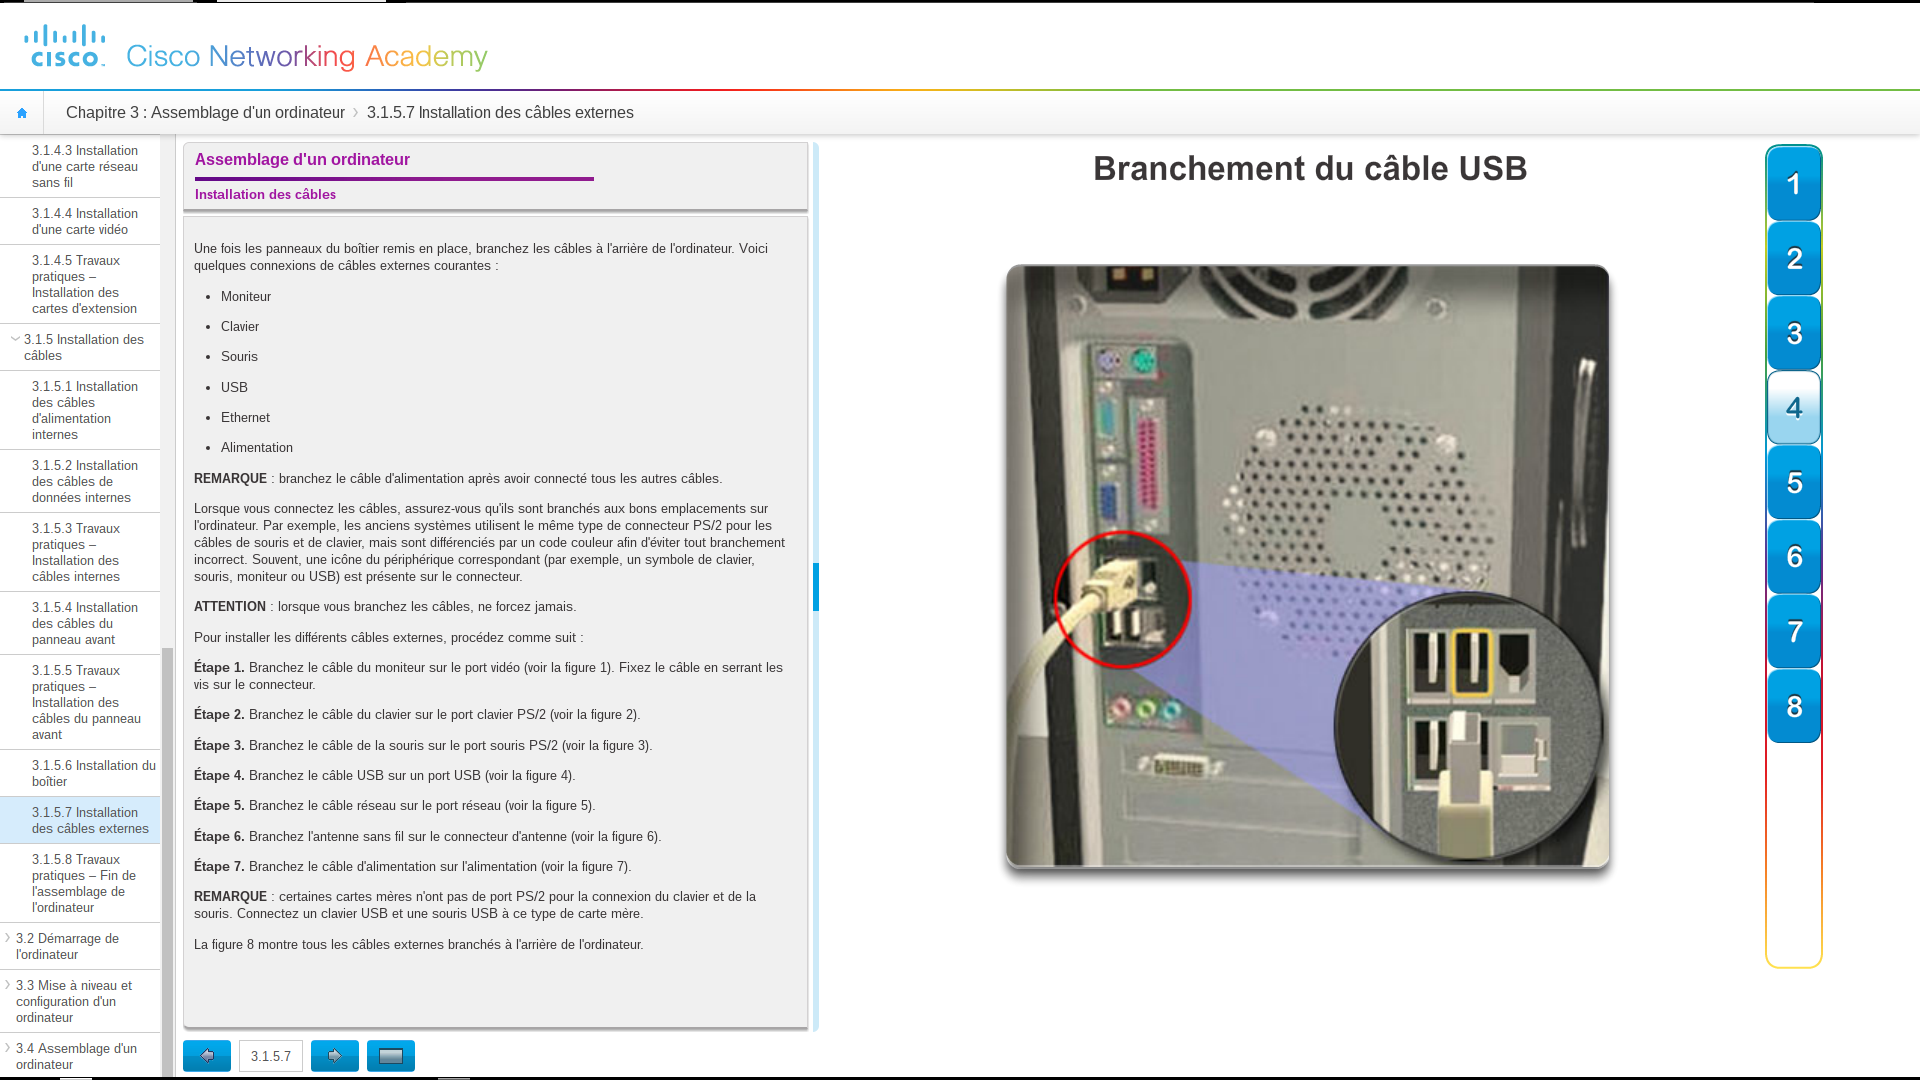 CISCO
Cisco Networking Academy
Chapitre 3 : Assemblage d'un ordinateur
3.1.5.7 Installation des câbles externes
3.1.4.3 Installation
d'une carte réseau
sans fil
3.1.4.4 Installation
d'une carte vidéo
3.1.4.5 Travaux
pratiques –
Installation des
cartes d'extension
3.1.5 Installation des
câbles
3.1.5.1 Installation
des câbles
d'alimentation
internes
3.1.5.2 Installation
des câbles de
données internes
3.1.5.3 Travaux
pratiques –
Installation des
câbles internes
3.1.5.4 Installation
des câbles du
panneau avant
3.1.5.5 Travaux
pratiques –
Installation des
câbles du panneau
avant
3.1.5.6 Installation du
boîtier
3.1.5.7 Installation
des câbles externes
3.1.5.8 Travaux
pratiques – Fin de
l'assemblage de
l'ordinateur
3.2 Démarrage de
l'ordinateur
3.3 Mise à niveau et
configuration d'un
ordinateur
3.4 Assemblage d'un
ordinateur
Assemblage d'un ordinateur
Installation des câbles
Une fois les panneaux du boîtier remis en place, branchez les câbles à l'arrière de l'ordinateur. Voici
quelques connexions de câbles externes courantes :
• Moniteur
• Clavier
• Souris
• USB
• Ethernet
• Alimentation
REMARQUE : branchez le câble d'alimentation après avoir connecté tous les autres câbles.
Lorsque vous connectez les câbles, assurez-vous qu'ils sont branchés aux bons emplacements sur
l'ordinateur. Par exemple, les anciens systèmes utilisent le même type de connecteur PS/2 pour les
câbles de souris et de clavier, mais sont différenciés par un code couleur afin d'éviter tout branchement
incorrect. Souvent, une icône du périphérique correspondant (par exemple, un symbole de clavier,
souris, moniteur ou USB) est présente sur le connecteur.
ATTENTION : lorsque vous branchez les câbles, ne forcez jamais.
Pour installer les différents câbles externes, procédez comme suit :
Étape 1. Branchez le câble du moniteur sur le port vidéo (voir la figure 1). Fixez le câble en serrant les
vis sur le connecteur.
Étape 2. Branchez le câble du clavier sur le port clavier PS/2 (voir la figure 2).
Étape 3. Branchez le câble de la souris sur le port souris PS/2 (voir la figure 3).
Étape 4. Branchez le câble USB sur un port USB (voir la figure 4).
Étape 5. Branchez le câble réseau sur le port réseau (voir la figure 5).
Étape 6. Branchez l'antenne sans fil sur le connecteur d'antenne (voir la figure 6).
Étape 7. Branchez le câble d'alimentation sur l'alimentation (voir la figure 7).
REMARQUE : certaines cartes mères n'ont pas de port PS/2 pour la connexion du clavier et de la
souris. Connectez un clavier USB et une souris USB à ce type de carte mère.
La figure 8 montre tous les câbles externes branchés à l'arrière de l'ordinateur.
3.1.5.7
Branchement du câble USB
1
2
3
4
5
6
7
8